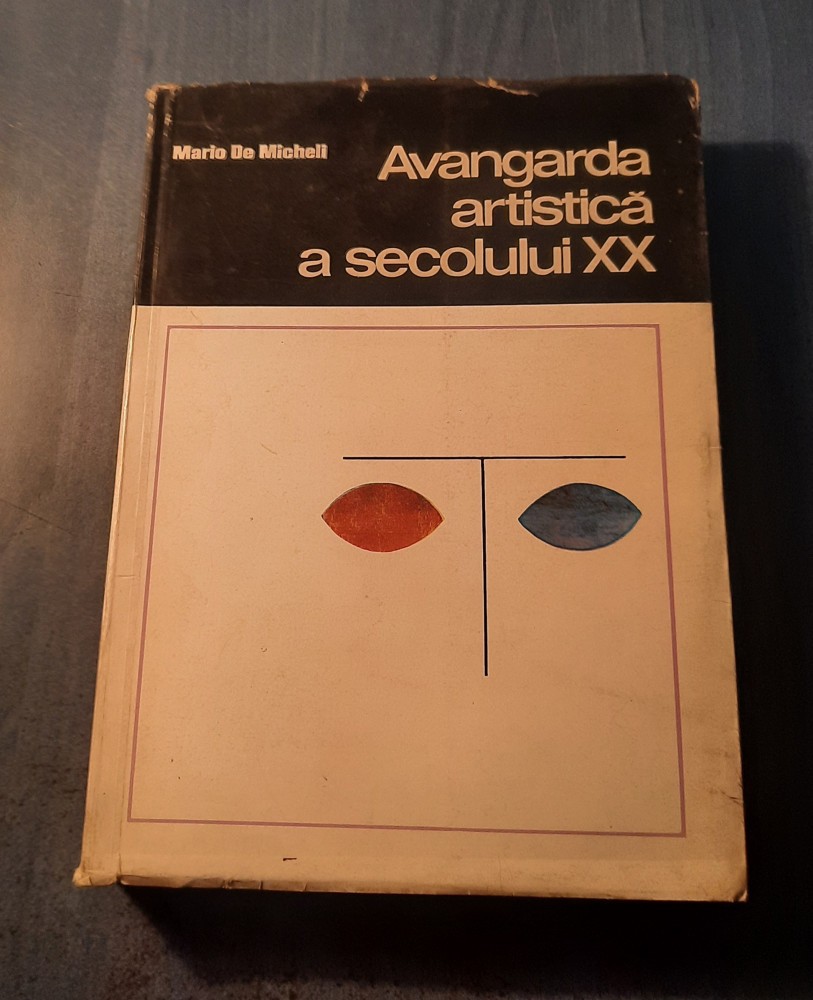 Mario De Micheli
Avangarda
artistică
a secolului XX